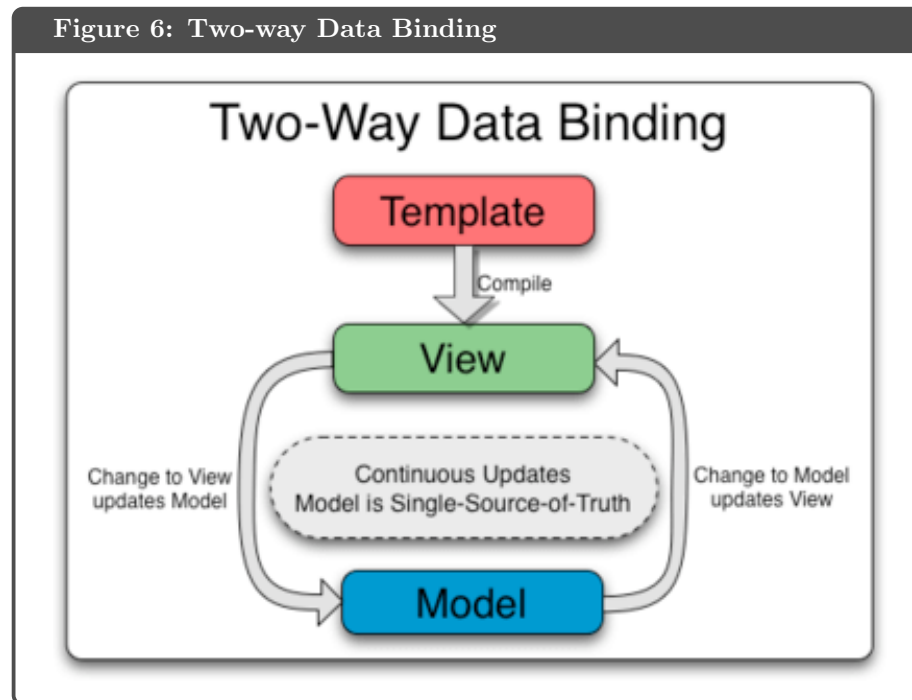 Figure 6: Two-way Data Binding
Two-Way Data Binding
Template
Compile
View
Change to View
updates Model
Continuous Updates
Model is Single-Source-of-Truth
Change to Model
updates View
Model